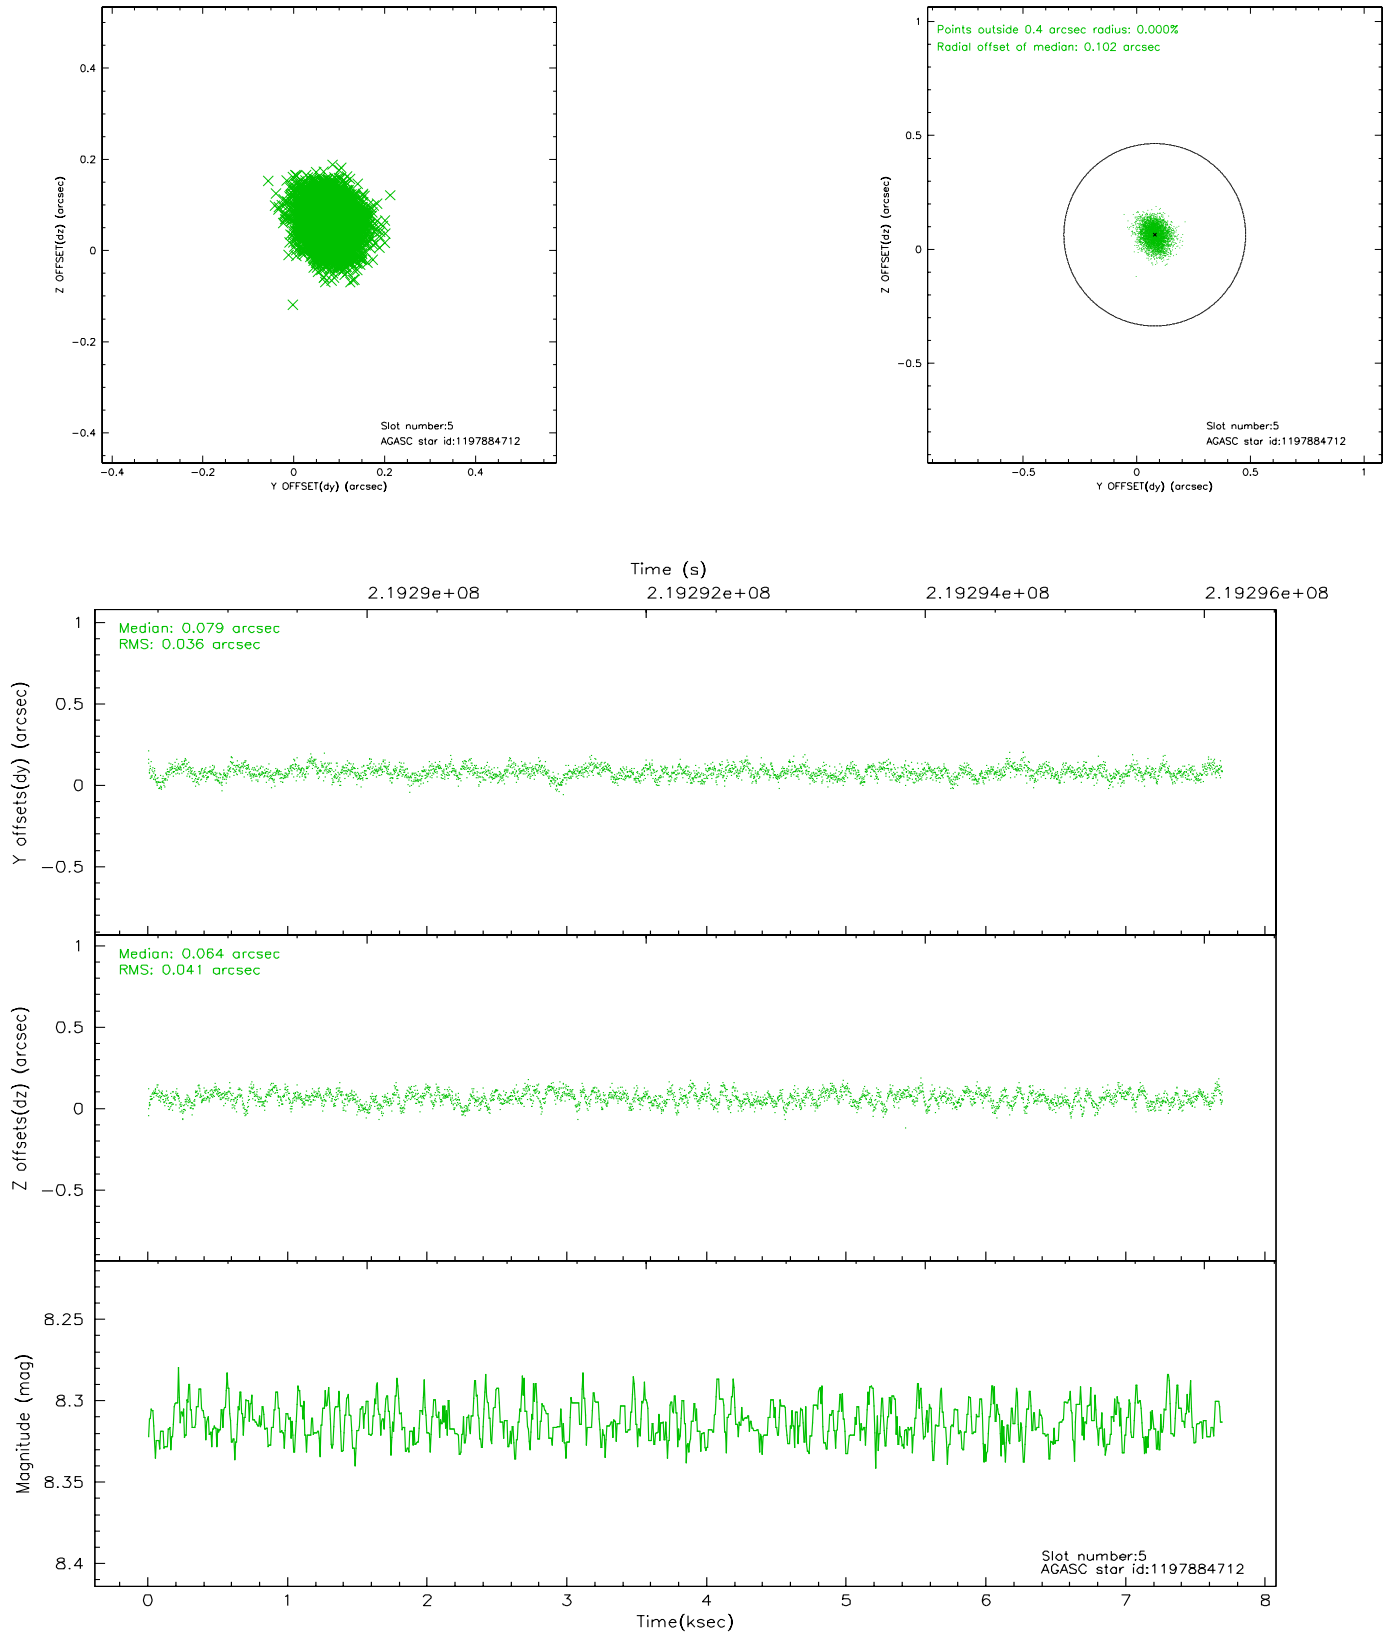 0.4
0.2
0
−0.2
−0.4
Z OFFSET(dz) (arcsec)
Slot number:5
AGASC star id:1197884712
−0.4 −0.2 0 0.2 0.4
Y OFFSET(dy) (arcsec)
Points outside 0.4 arcsec radius: 0.000%
Radial offset of median: 0.102 arcsec
1
0.5
0
−0.5
Z OFFSET(dz) (arcsec)
Slot number:5
AGASC star id:1197884712
−0.5 0 0.5 1
Y OFFSET(dy) (arcsec)
Time (s)
2.1929e+08 2.19292e+08 2.19294e+08 2.19296e+08
Median: 0.079 arcsec
RMS: 0.036 arcsec
1
0.5
0
−0.5
Y offsets(dy) (arcsec)
Median: 0.064 arcsec
RMS: 0.041 arcsec
1
0.5
0
−0.5
Z offsets(dz) (arcsec)
8.25
8.3
8.35
8.4
Magnitude (mag)
Slot number:5
AGASC star id:1197884712
0 1 2 3 4 5 6 7 8
Time(ksec)